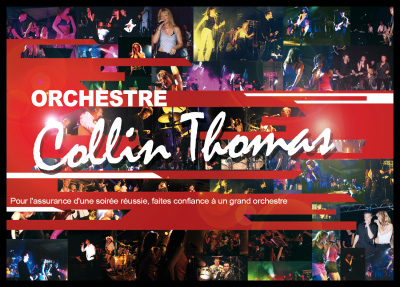 ORCHESTRE
Collin Thomas
Pour l'assurance d'une soirée réussie, faites confiance à un grand orchestre